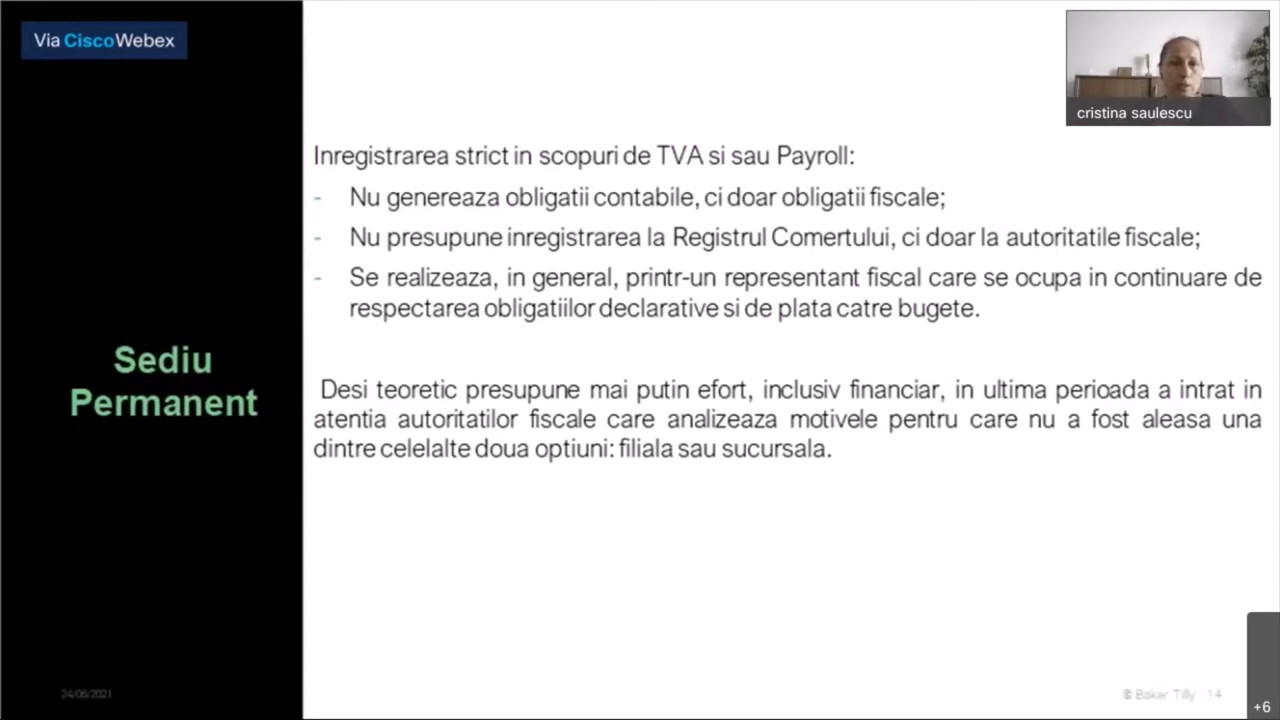 Via CiscoWebex
cristina saulescu
Inregistrarea strict in scopuri de TVA si sau Payroll:
- Nu genereaza obligatii contabile, ci doar obligatii fiscale;
- Nu presupune inregistrarea la Registrul Comertului, ci doar la autoritatile fiscale;
- Se realizeaza, in general, printr-un representant fiscal care se ocupa in continuare de
respectarea obligatiilor declarative si de plata catre bugete.
Sediu
Permanent
Desi teoretic presupune mai putin efort, inclusiv financiar, in ultima perioada a intrat in
atentia autoritatilor fiscale care analizeaza motivele pentru care nu a fost aleasa una
dintre celelalte doua optiuni: filiala sau sucursala.
24/06/2021
© Baker Tilly 14
+6